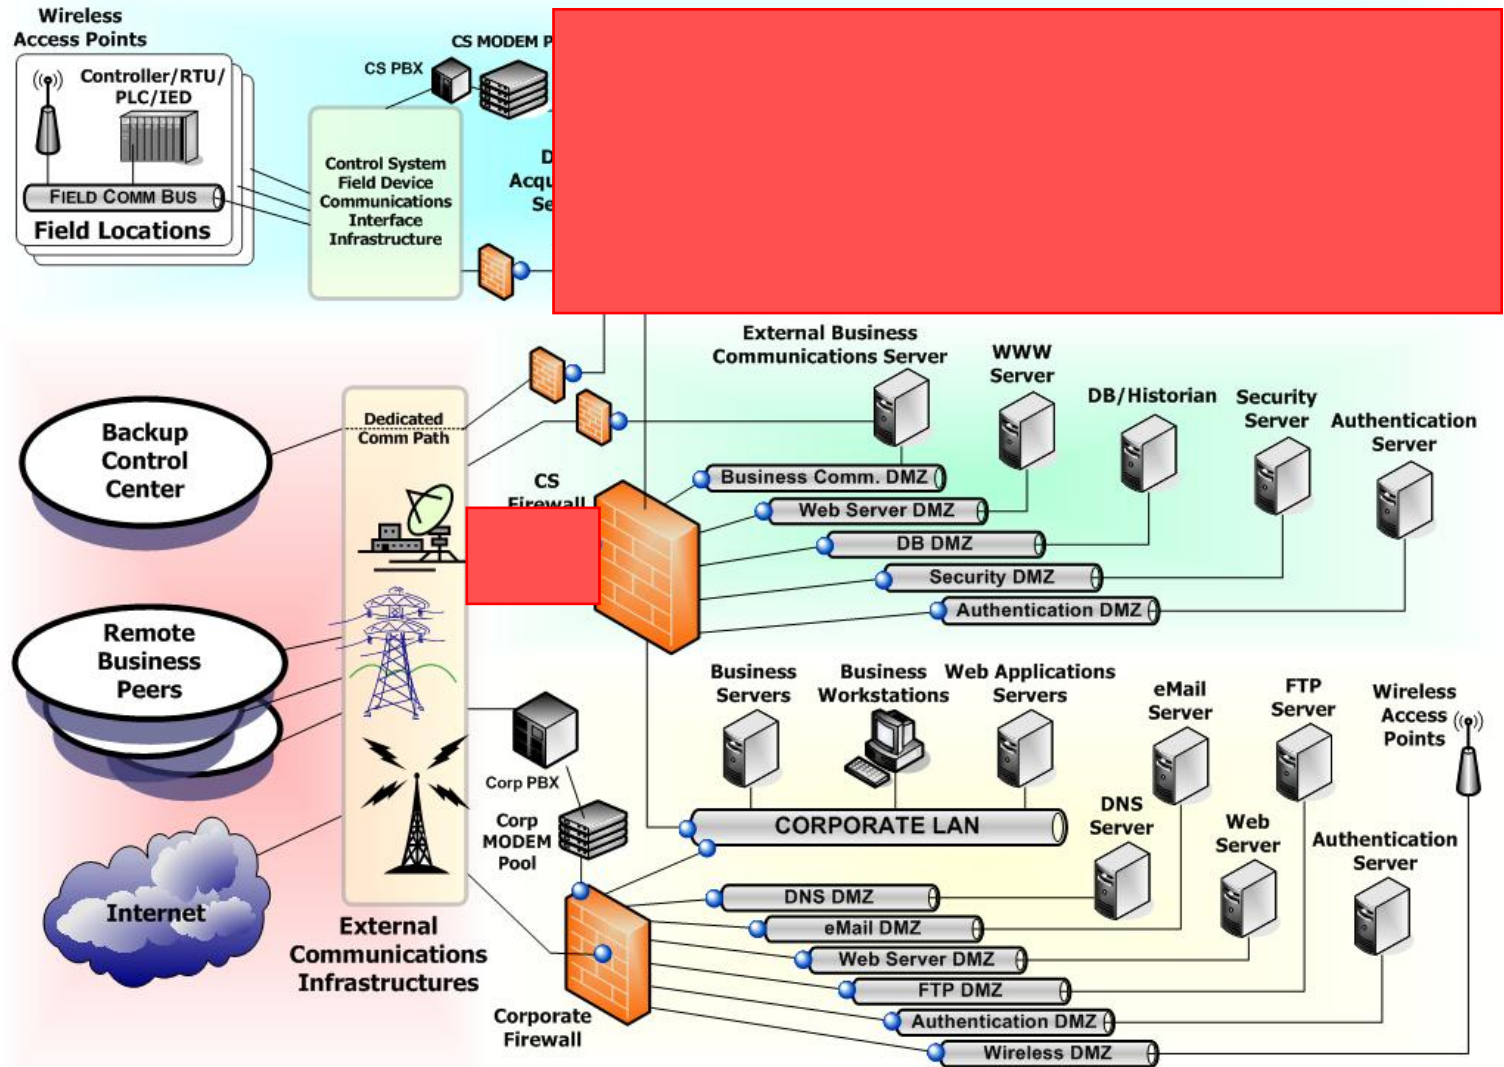 Wireless
Access Points
Controller/RTU/
PLC/IED
FIELD COMM BUS
Field Locations
CS PBX
CS MODEM
Control System
Field Device
Communications
Interface
Infrastructure
External Business
Communications Server
WWW
Server
DB/Historian
Security
Server
Authentication
Server
Backup
Control
Center
Dedicated
Comm Path
CS
Firewall
Business Comm. DMZ
Web Server DMZ
DB DMZ
Security DMZ
Authentication DMZ
Remote
Business
Peers
Business
Servers
Business
Workstations
Web Applications
Servers
eMail
Server
FTP
Server
Wireless
Access
Points
Corp PBX
Corp
MODEM
Pool
CORPORATE LAN
DNS
Server
Web
Server
Authentication
Server
Internet
External
Communications
Infrastructures
DNS DMZ
eMail DMZ
Web Server DMZ
FTP DMZ
Authentication DMZ
Wireless DMZ
Corporate
Firewall